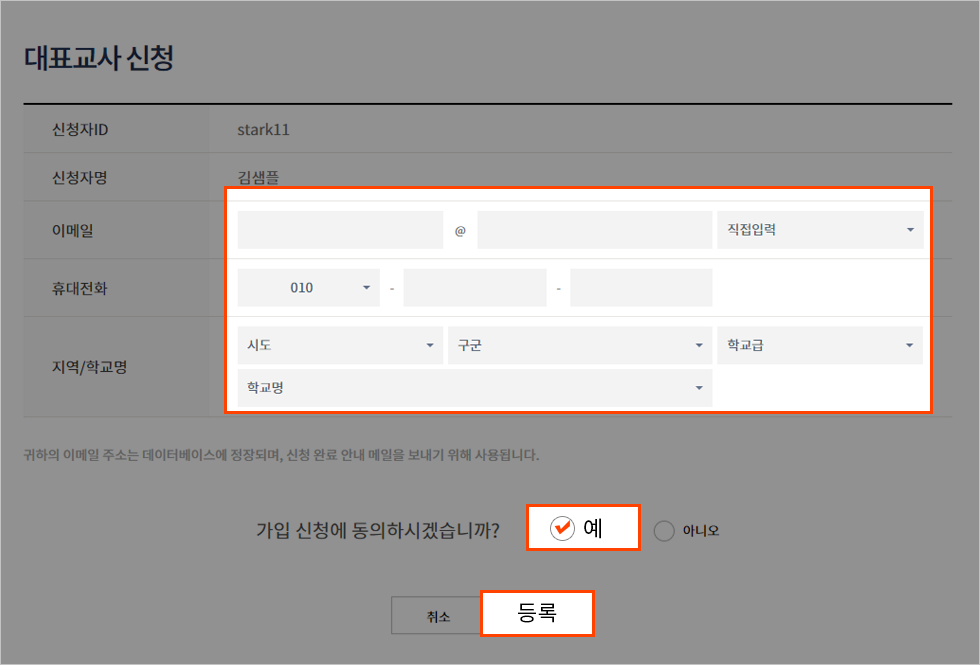 대표교사 신청
신청자ID stark11
신청자명 김샘플
이메일 @ 직접입력
휴대전화 010 - -
지역/학교명 시도 구군 학교급
학교명
귀하의 이메일 주소는 데이터베이스에 정장되며, 신청 완료 안내 메일을 보내기 위해 사용됩니다.
가입 신청에 동의하시겠습니까? 예 아니오
취소 등록